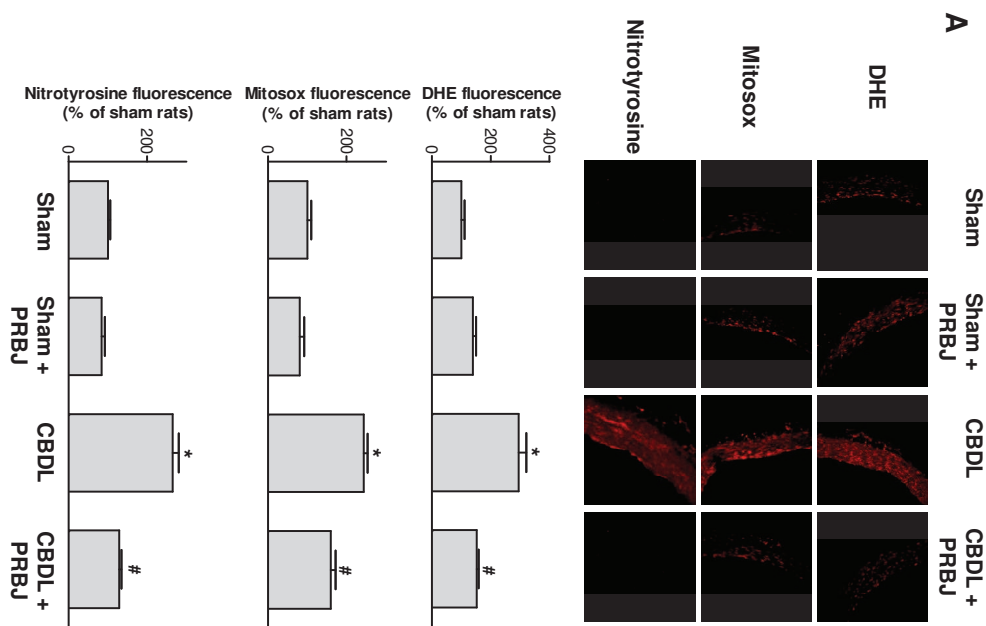 A
Sham
Sham +
PRBJ
CBDL
CBDL +
PRBJ
DHE
Mitosox
Nitrotyrosine
DHE fluorescence
(% of sham rats)
400
200
0
*
#
Mitosox fluorescence
(% of sham rats)
200
0
*
#
Nitrotyrosine fluorescence
(% of sham rats)
200
0
*
#
Sham
Sham +
PRBJ
CBDL
CBDL +
PRBJ